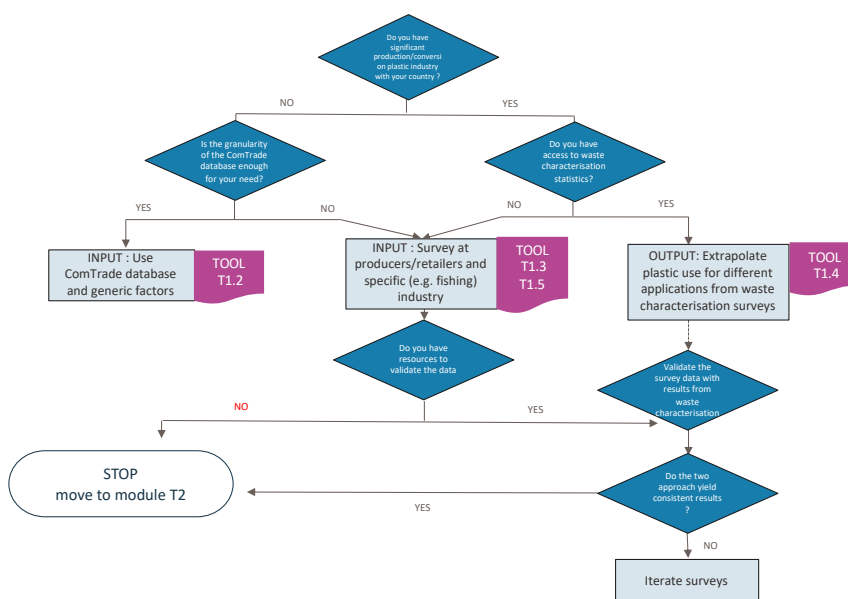 Do you have
significant
production/conversi
on plastic industry
with your country ?
NO
YES
Is the granularity
of the ComTrade
database enough
for your need?
Do you have
access to waste
characterisation
statistics?
YES
NO
NO
YES
INPUT : Use
ComTrade database
and generic factors
TOOL
T1.2
INPUT : Survey at
producers/retailers and
specific (e.g. fishing)
industry
TOOL
T1.3
T1.5
OUTPUT: Extrapolate
plastic use for different
applications from waste
characterisation surveys
TOOL
T1.4
Do you have
resources to
validate the data
Validate the
survey data with
results from
waste
characterisation
NO
YES
STOP
move to module T2
Do the two
approach yield
consistent results
?
YES
NO
Iterate surveys